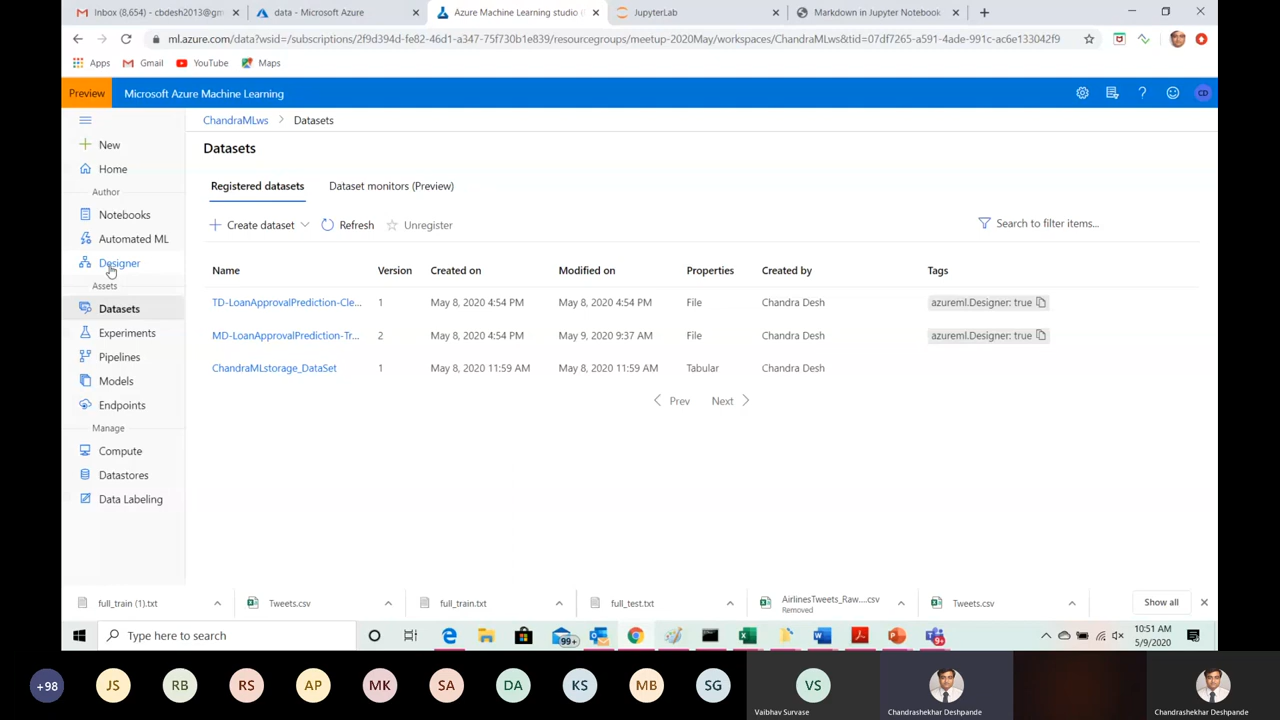 Inbox (8,654) - cbdesh2013@gm
data - Microsoft Azure
Azure Machine Learning studio (
JupyterLab
Markdown in Jupyter Notebook
ml.azure.com/data?wsid=/subscriptions/2f9d394d-fe82-46d1-a347-75f730b1e839/resourcegroups/meetup-2020May/workspaces/ChandraMLws&tid=07df7265-a591-4ade-991c-ac6e133042f9
Apps
Gmail
YouTube
Maps
Preview
Microsoft Azure Machine Learning
CD
New
Home
Author
Notebooks
Automated ML
Designer
Assets
Datasets
Experiments
Pipelines
Models
Endpoints
Manage
Compute
Datastores
Data Labeling
ChandraMLws > Datasets
Datasets
Registered datasets
Dataset monitors (Preview)
Create dataset
Refresh
Unregister
Search to filter items...
Name Version Created on Modified on Properties Created by Tags
TD-LoanApprovalPrediction-Cle... 1 May 8, 2020 4:54 PM May 8, 2020 4:54 PM File Chandra Desh azureml.Designer: true
MD-LoanApprovalPrediction-Tr... 2 May 8, 2020 4:54 PM May 9, 2020 9:37 AM File Chandra Desh azureml.Designer: true
ChandraMLstorage_DataSet 1 May 8, 2020 11:59 AM May 8, 2020 11:59 AM Tabular Chandra Desh
Prev Next
full_train (1).txt
Tweets.csv
full_train.txt
full_test.txt
AirlinesTweets_Raw....csv
Removed
Tweets.csv
Show all
Type here to search
99+
9+
10:51 AM
5/9/2020
+98
JS
RB
RS
AP
MK
SA
DA
KS
MB
SG
VS
Vaibhav Survase
Chandrashekhar Deshpande
Chandrashekhar Deshpande